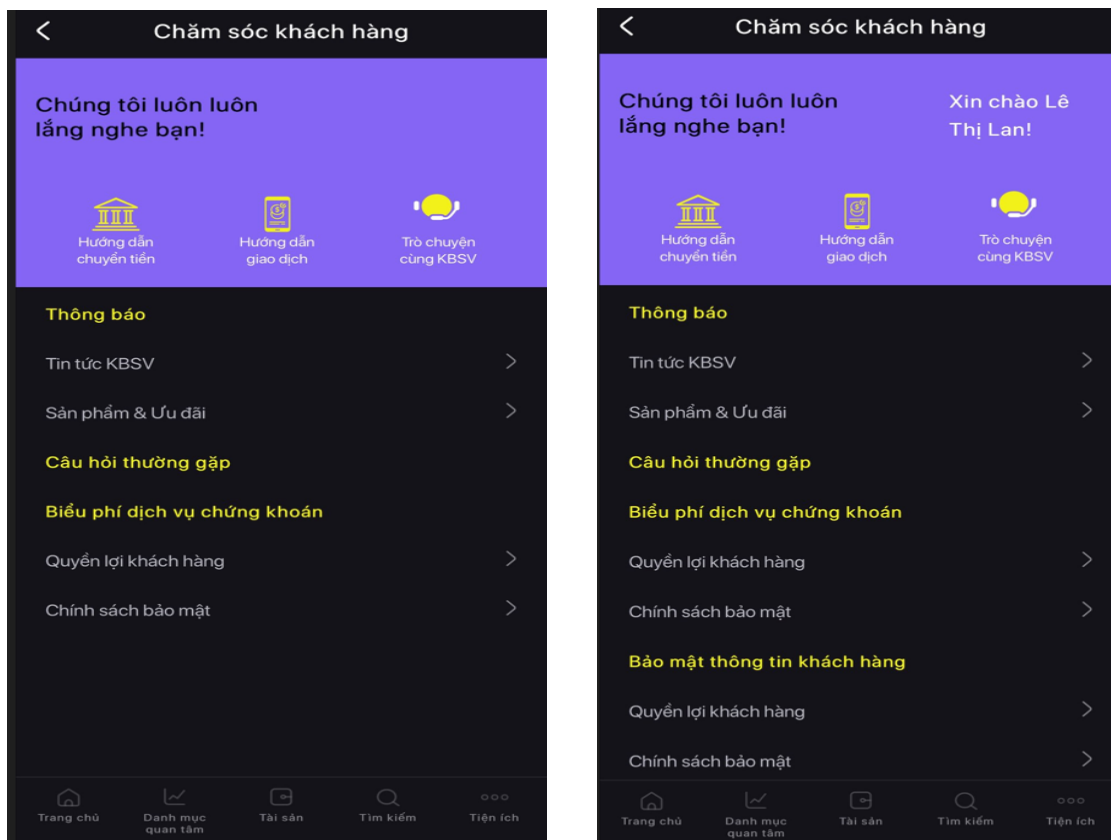 Chăm sóc khách hàng
Chúng tôi luôn luôn
lắng nghe bạn!
Hướng dẫn
chuyển tiền
Hướng dẫn
giao dịch
Trò chuyện
cùng KBSV
Thông báo
Tin tức KBSV
Sản phẩm & Ưu đãi
Câu hỏi thường gặp
Biểu phí dịch vụ chứng khoán
Quyền lợi khách hàng
Chính sách bảo mật
Trang chủ
Danh mục
quan tâm
Tài sản
Tìm kiếm
Tiện ích
Chăm sóc khách hàng
Chúng tôi luôn luôn
lắng nghe bạn!
Xin chào Lê
Thị Lan!
Hướng dẫn
chuyển tiền
Hướng dẫn
giao dịch
Trò chuyện
cùng KBSV
Thông báo
Tin tức KBSV
Sản phẩm & Ưu đãi
Câu hỏi thường gặp
Biểu phí dịch vụ chứng khoán
Quyền lợi khách hàng
Chính sách bảo mật
Bảo mật thông tin khách hàng
Quyền lợi khách hàng
Chính sách bảo mật
Trang chủ
Danh mục
quan tâm
Tài sản
Tìm kiếm
Tiện ích